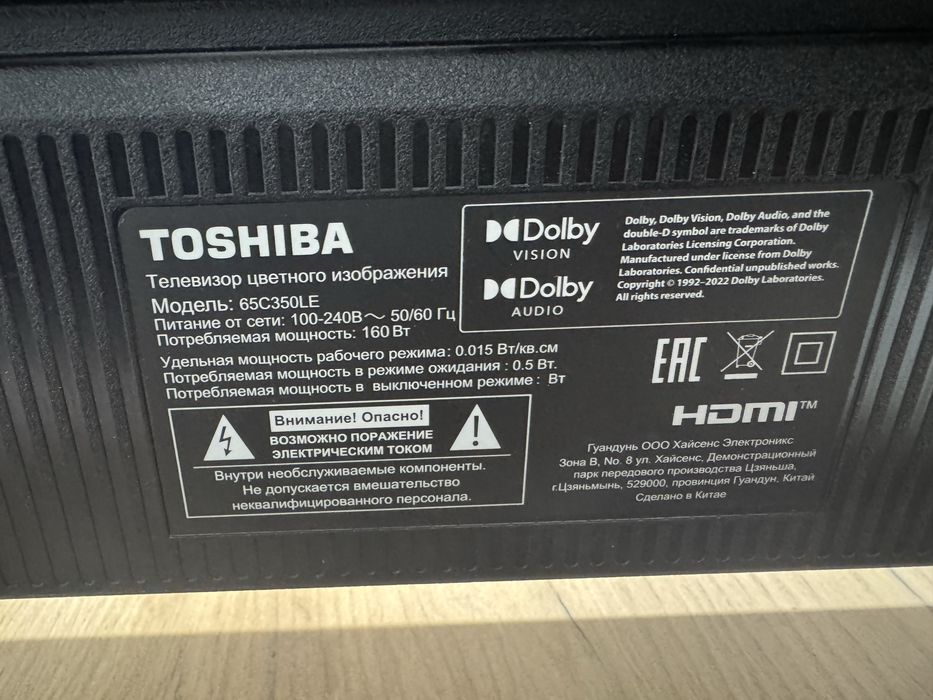 TOSHIBA
Телевизор цветного изображения
Модель: 65C350LE
Питание от сети: 100-240В～ 50/60 Гц
Потребляемая мощность: 160 Вт
Удельная мощность рабочего режима: 0.015 Вт/кв.см
Потребляемая мощность в режиме ожидания : 0.5 Вт.
Потребляемая мощность в выключенном режиме : Вт
Внимание! Опасно!
ВОЗМОЖНО ПОРАЖЕНИЕ
ЭЛЕКТРИЧЕСКИМ ТОКОМ
Внутри необслуживаемые компоненты.
Не допускается вмешательство
неквалифицированного персонала.
Dolby
VISION
Dolby
AUDIO
Dolby, Dolby Vision, Dolby Audio, and the
double-D symbol are trademarks of Dolby
Laboratories Licensing Corporation.
Manufactured under license from Dolby
Laboratories. Confidential unpublished works.
Copyright © 1992–2022 Dolby Laboratories.
All rights reserved.
EAC
HDMI™
Гуандунь ООО Хайсенс Электроникс
Зона B, No. 8 ул. Хайсенс, Демонстрационный
парк передового производства Цзяньша,
г.Цзяньмынь, 529000, провинция Гуандун, Китай
Сделано в Китае